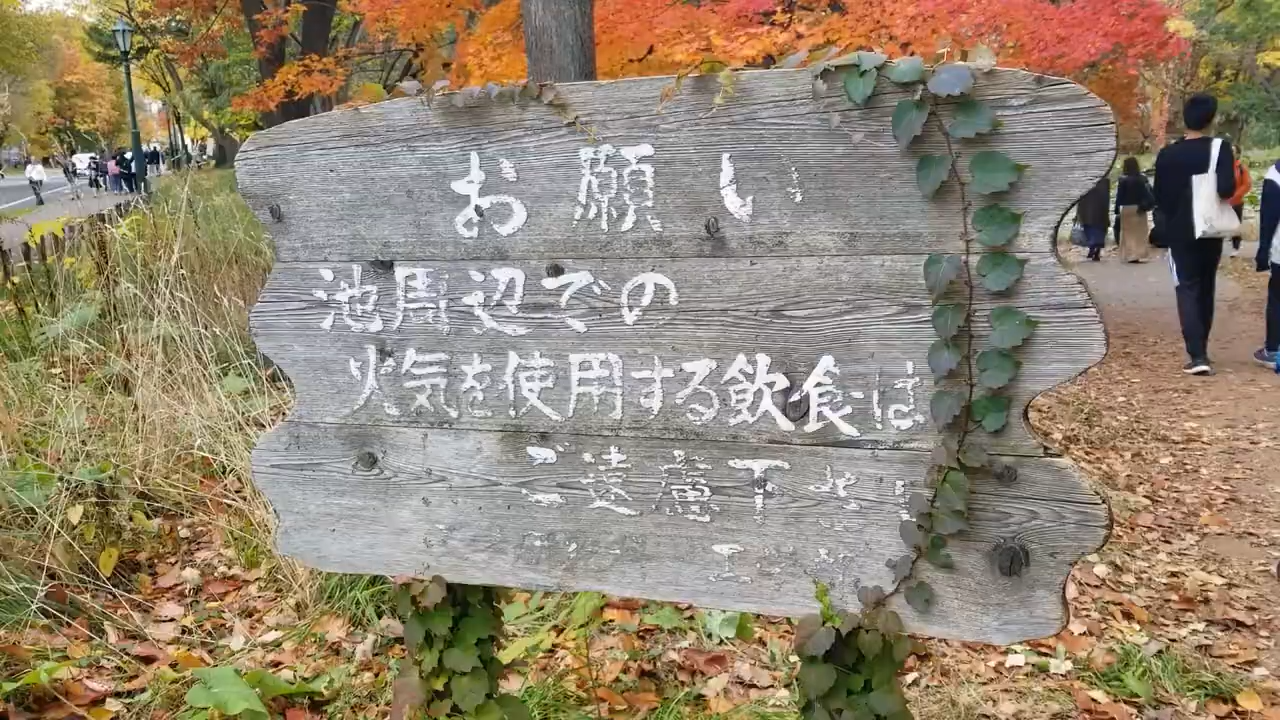 お願い
池周辺での
火気を使用する飲食は
ご遠慮下さい